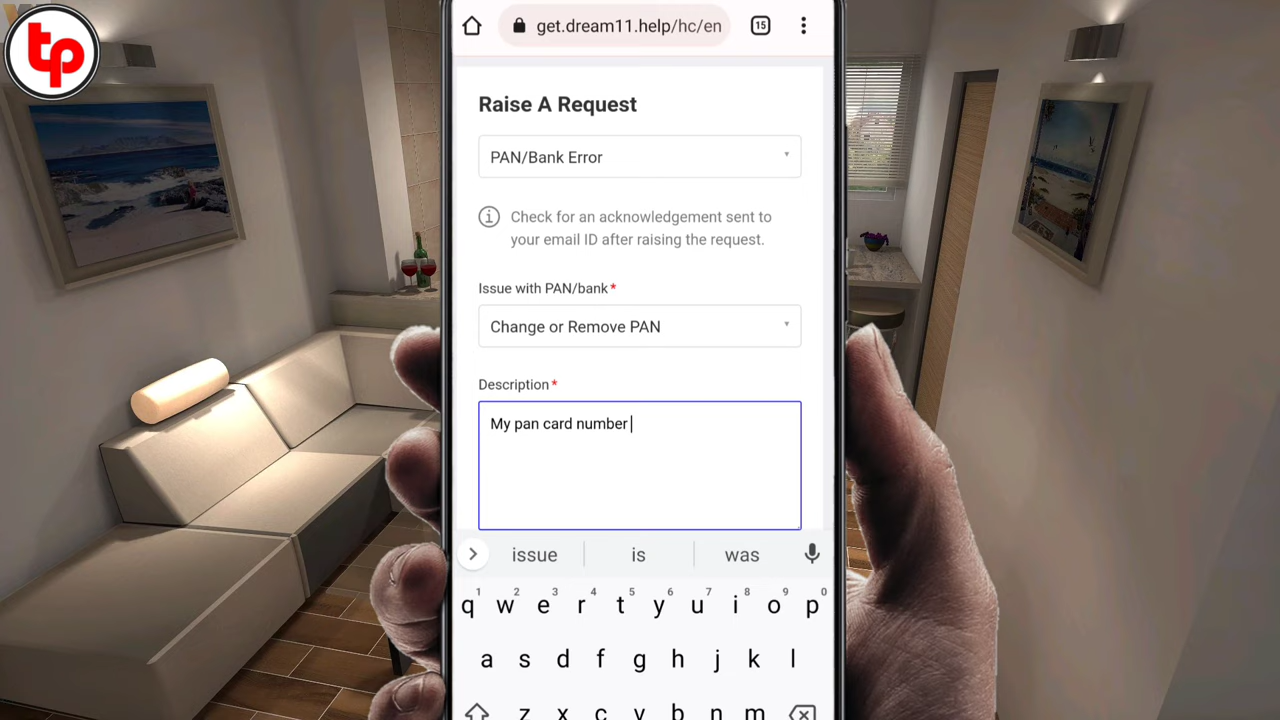 tp
get.dream11.help/hc/en
15
Raise A Request
PAN/Bank Error
Check for an acknowledgement sent to
your email ID after raising the request.
Issue with PAN/bank*
Change or Remove PAN
Description*
My pan card number
issue is was
1 2 3 4 5 6 7 8 9 0
q w e r t y u i o p
a s d f g h j k l
z x c v b n m